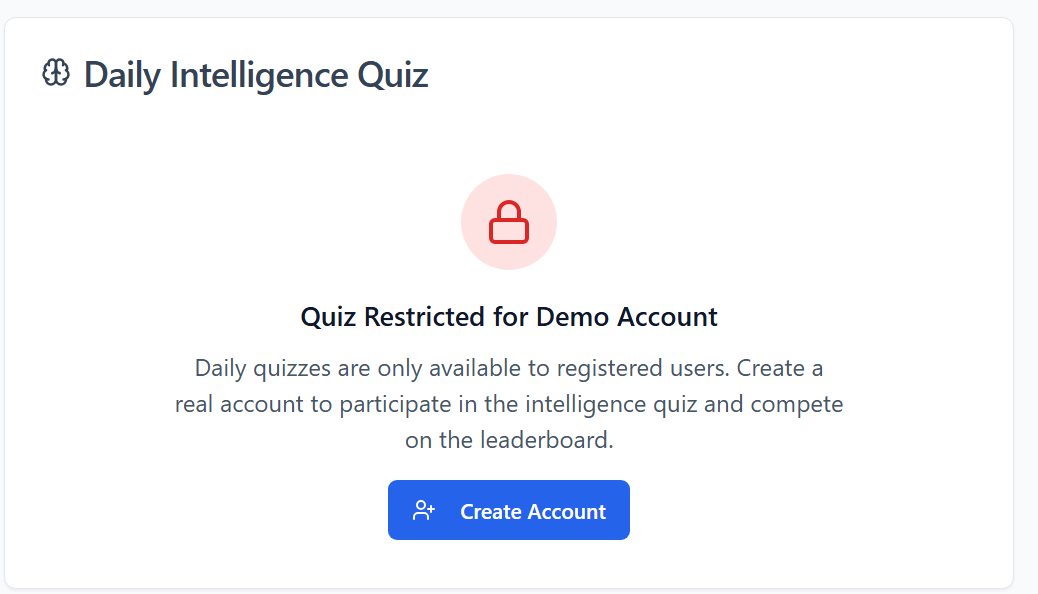 Daily Intelligence Quiz
Quiz Restricted for Demo Account
Daily quizzes are only available to registered users. Create a
real account to participate in the intelligence quiz and compete
on the leaderboard.
Create Account